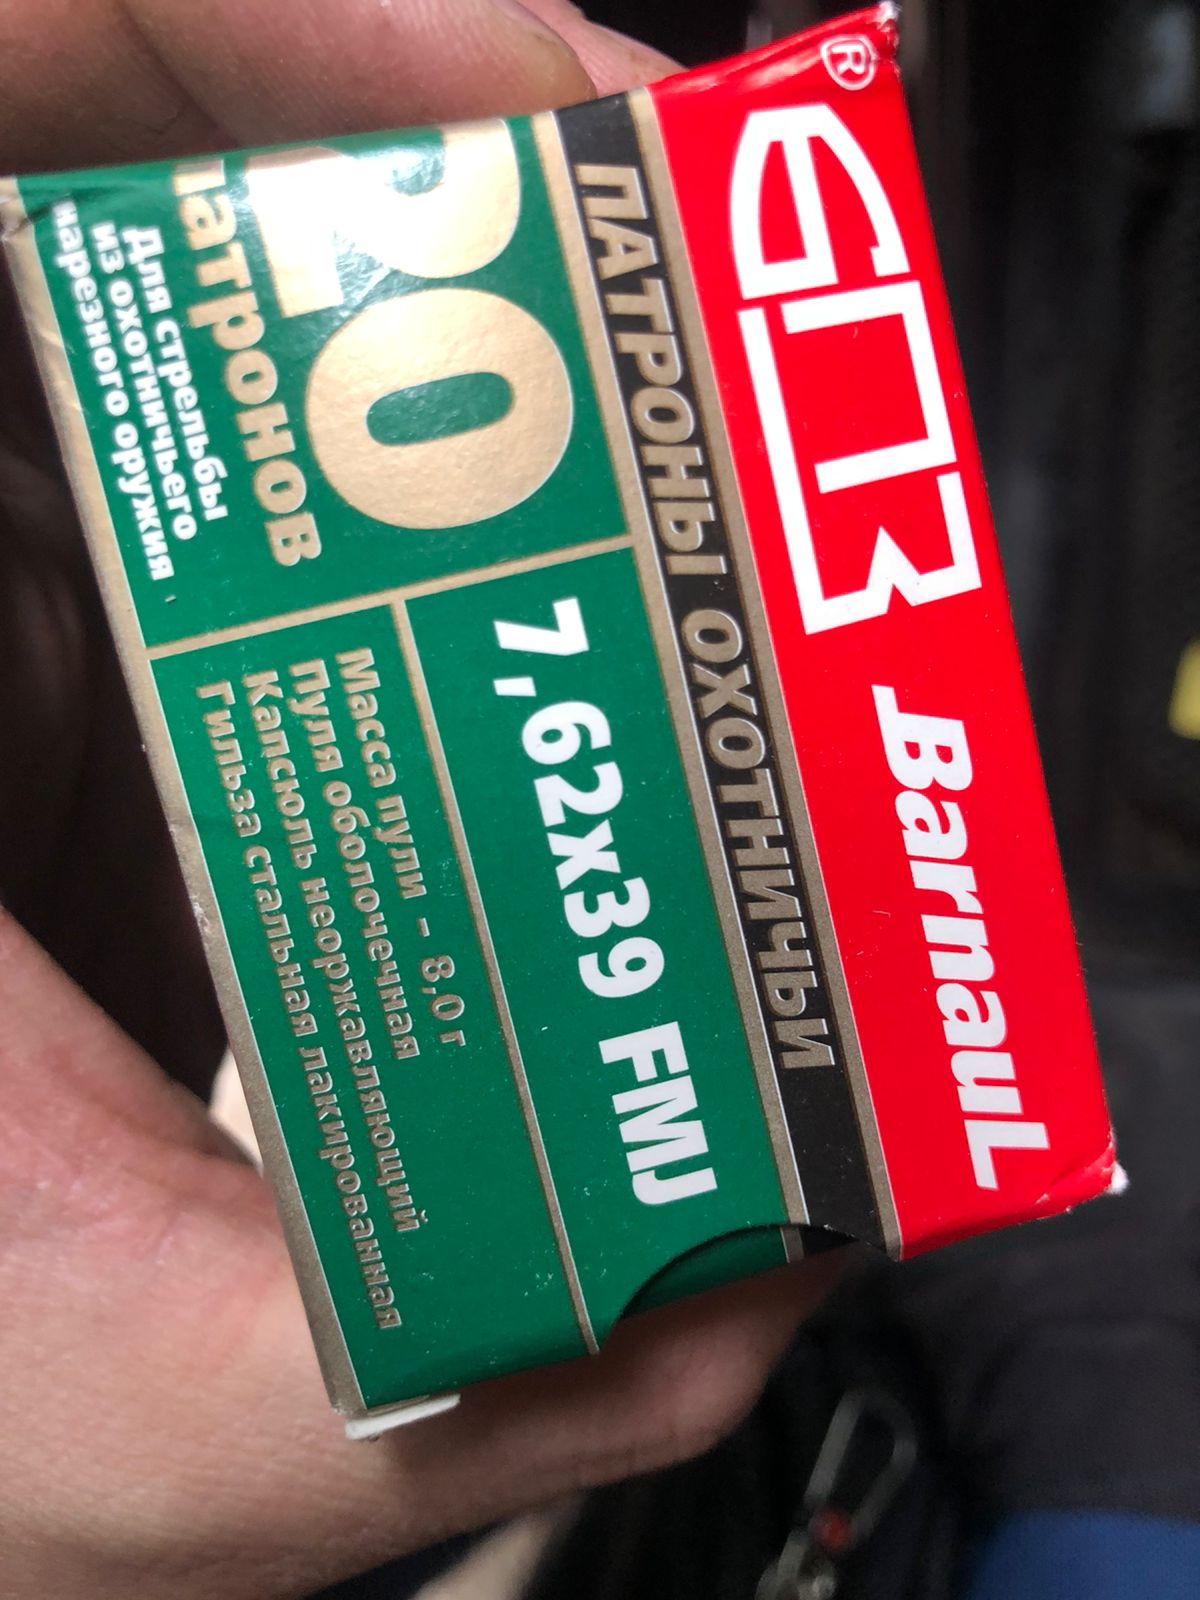 ®
БПЗ Barnaul
ПАТРОНЫ ОХОТНИЧЬИ
20
патронов
Для стрельбы
из охотничьего
нарезного оружия
7,62x39 FMJ
Масса пули - 8,0 г
Пуля оболочечная
Капсюль неоржавляющий
Гильза стальная лакированная